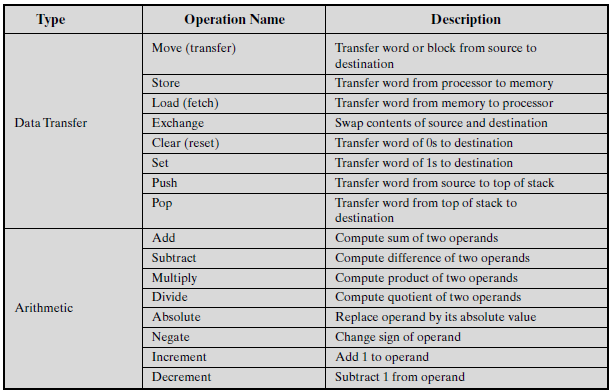 Type Operation Name Description
Data Transfer
Move (transfer) Transfer word or block from source to
destination
Store Transfer word from processor to memory
Load (fetch) Transfer word from memory to processor
Exchange Swap contents of source and destination
Clear (reset) Transfer word of 0s to destination
Set Transfer word of 1s to destination
Push Transfer word from source to top of stack
Pop Transfer word from top of stack to
destination
Arithmetic
Add Compute sum of two operands
Subtract Compute difference of two operands
Multiply Compute product of two operands
Divide Compute quotient of two operands
Absolute Replace operand by its absolute value
Negate Change sign of operand
Increment Add 1 to operand
Decrement Subtract 1 from operand